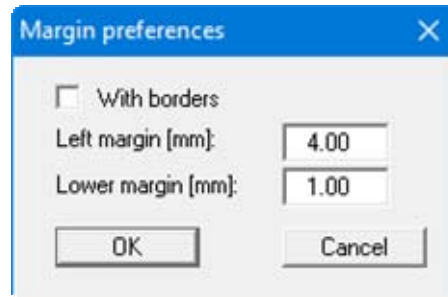 Margin preferences
With borders
Left margin [mm]: 4.00
Lower margin [mm]: 1.00
OK Cancel